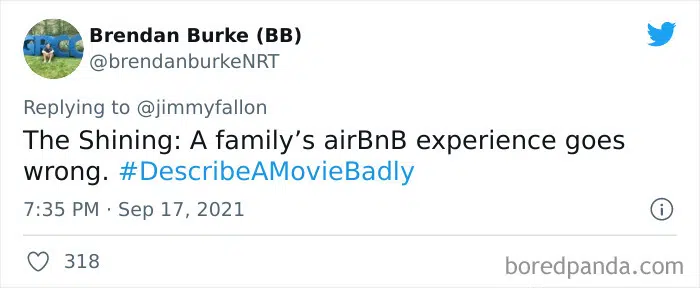 Brendan Burke (BB)
@brendanburkeNRT
Replying to @jimmyfallon
The Shining: A family’s airBnB experience goes
wrong. #DescribeAMovieBadly
7:35 PM · Sep 17, 2021
318
boredpanda.com